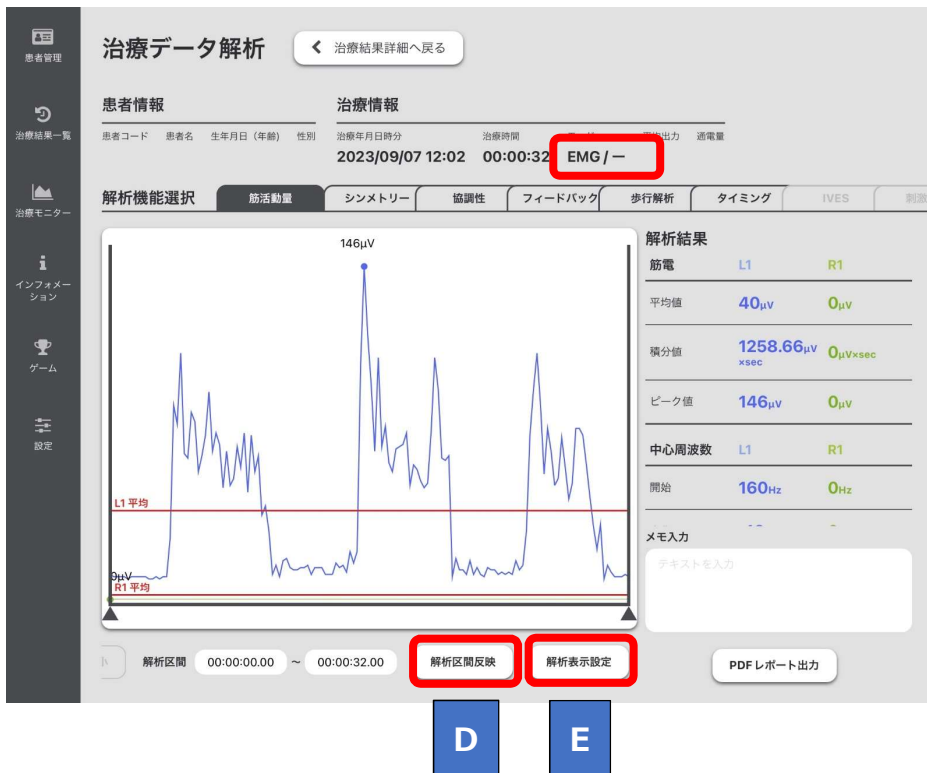 患者管理
治療結果一覧
治療モニター
インフォメーション
ゲーム
設定
治療データ解析
治療結果詳細へ戻る
患者情報
患者コード 患者名 生年月日（年齢） 性別
治療情報
治療年月日時分 治療時間 平均出力 通電量
2023/09/07 12:02 00:00:32 EMG / ー
解析機能選択 筋活動量 シンメトリー 協調性 フィードバック 歩行解析 タイミング IVES 刺激
146μV
L1 平均
0μV
R1 平均
解析結果
筋電 L1 R1
平均値 40μV 0μV
積分値 1258.66μV×sec 0μV×sec
ピーク値 146μV 0μV
中心周波数 L1 R1
開始 160Hz 0Hz
メモ入力
テキストを入力
解析区間 00:00:00.00 ~ 00:00:32.00 解析区間反映 解析表示設定 PDF レポート出力
D E